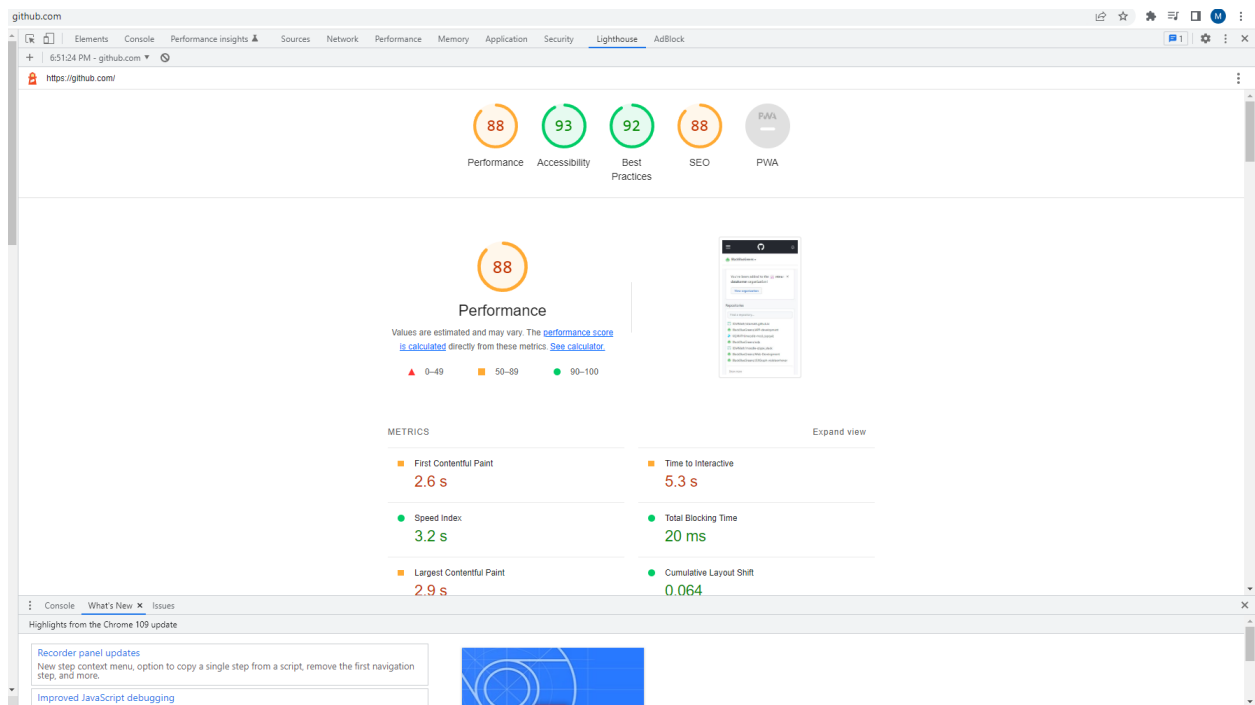 github.com
M
Elements Console Performance insights Sources Network Performance Memory Application Security Lighthouse AdBlock 1
6:51:24 PM - github.com
https://github.com/
88 93 92 88 PWA
Performance Accessibility Best Practices SEO PWA
88
Performance
Values are estimated and may vary. The performance score
is calculated directly from these metrics. See calculator.
0–49 50–89 90–100
Repositories
METRICS Expand view
First Contentful Paint Time to Interactive
2.6 s 5.3 s
Speed Index Total Blocking Time
3.2 s 20 ms
Largest Contentful Paint Cumulative Layout Shift
2.9 s 0.064
Console What's New Issues
Highlights from the Chrome 109 update
Recorder panel updates
New step context menu, option to copy a single step from a script, remove the first navigation
step, and more.
Improved JavaScript debugging